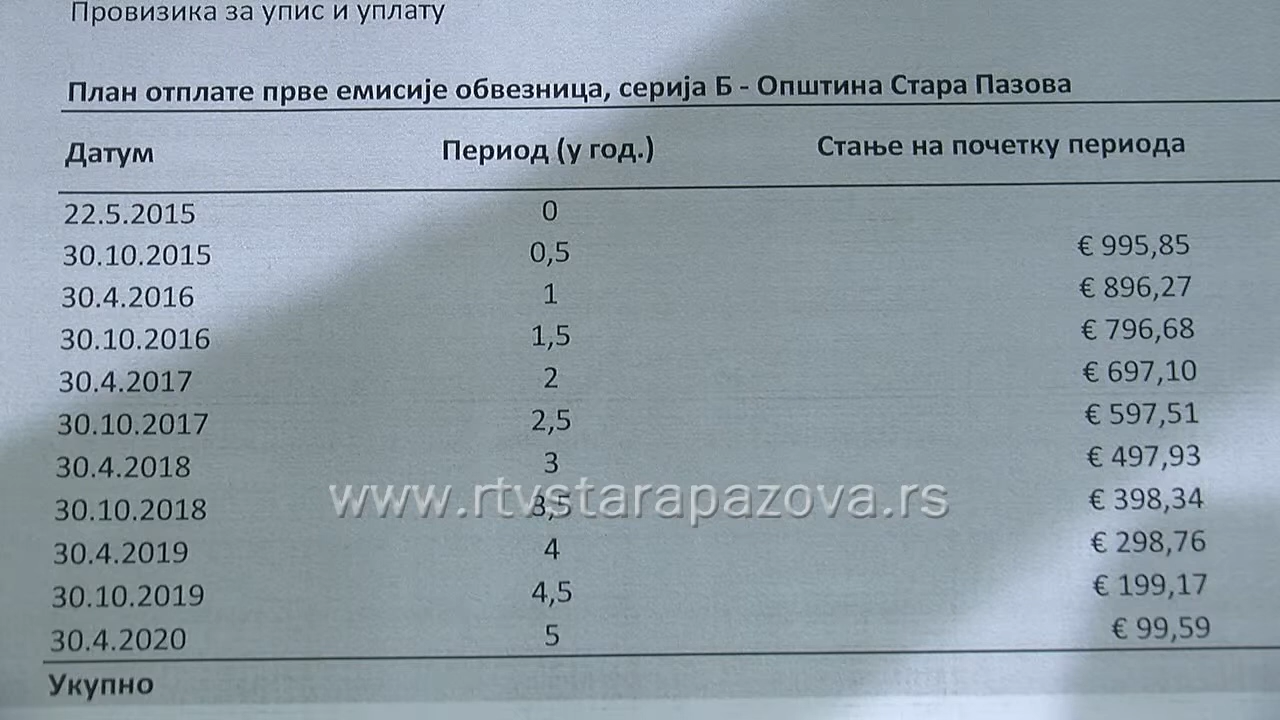 Провизика за упис и уплату
План отплате прве емисије обвезница, серија Б - Општина Стара Пазова
Датум Период (у год.) Стање на почетку периода
22.5.2015 0
30.10.2015 0,5 € 995,85
30.4.2016 1 € 896,27
30.10.2016 1,5 € 796,68
30.4.2017 2 € 697,10
30.10.2017 2,5 € 597,51
30.4.2018 3 € 497,93
www.rtvstarapazova.rs
30.10.2018 3,5 € 398,34
30.4.2019 4 € 298,76
30.10.2019 4,5 € 199,17
30.4.2020 5 € 99,59
Укупно